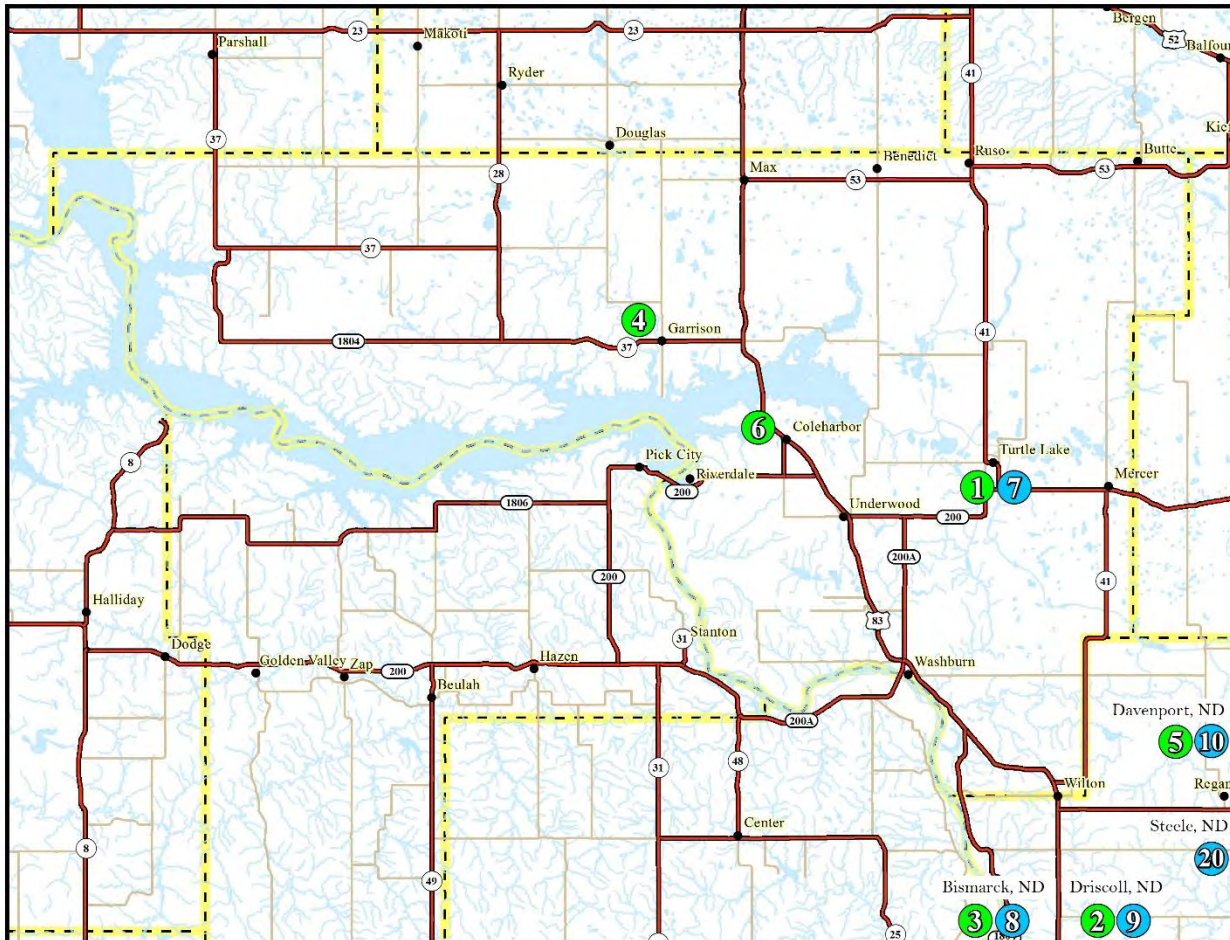 Bergen
23
Makoti
23
52
Parshall
Balfour
41
Ryder
37
Douglas
Kief
Benedict
Ruso
Butte
28
Max
53
53
37
41
4
Garrison
1804
37
6
Coleharbor
Turtle Lake
8
Pick City
Mercer
Riverdale
1
7
200
1806
Underwood
200
200A
200
41
Halliday
83
31
Stanton
Dodge
Golden Valley
Zap
Hazen
Washburn
200
Beulah
Davenport, ND
200A
5
10
48
31
Wilton
Regan
Center
Steele, ND
8
20
49
Bismarck, ND
Driscoll, ND
3
8
2
9
25